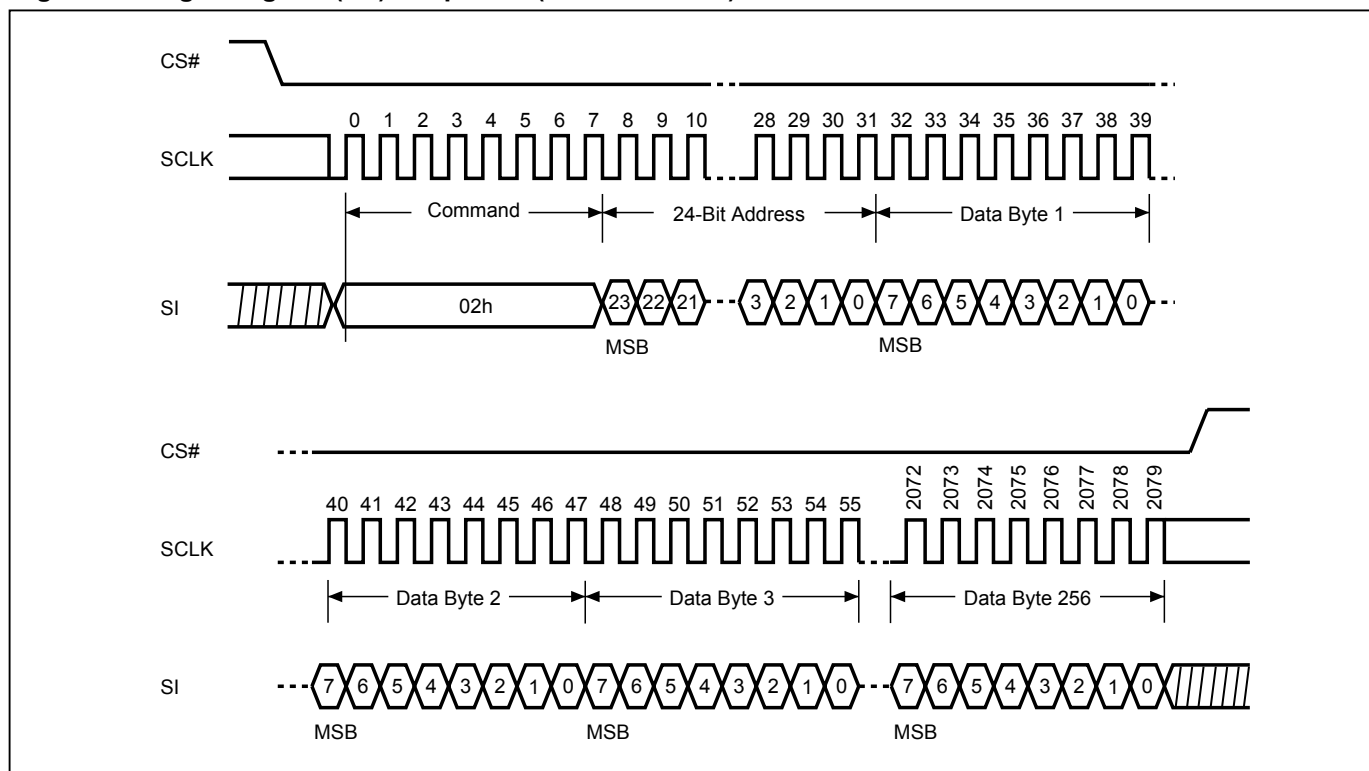 CS#
0 1 2 3 4 5 6 7 8 9 10 28 29 30 31 32 33 34 35 36 37 38 39
SCLK
Command 24-Bit Address Data Byte 1
SI 02h 23 22 21 3 2 1 0 7 6 5 4 3 2 1 0
MSB MSB
CS#
2072 2073 2074 2075 2076 2077 2078 2079
40 41 42 43 44 45 46 47 48 49 50 51 52 53 54 55
SCLK
Data Byte 2 Data Byte 3 Data Byte 256
SI 7 6 5 4 3 2 1 0 7 6 5 4 3 2 1 0 7 6 5 4 3 2 1 0
MSB MSB MSB